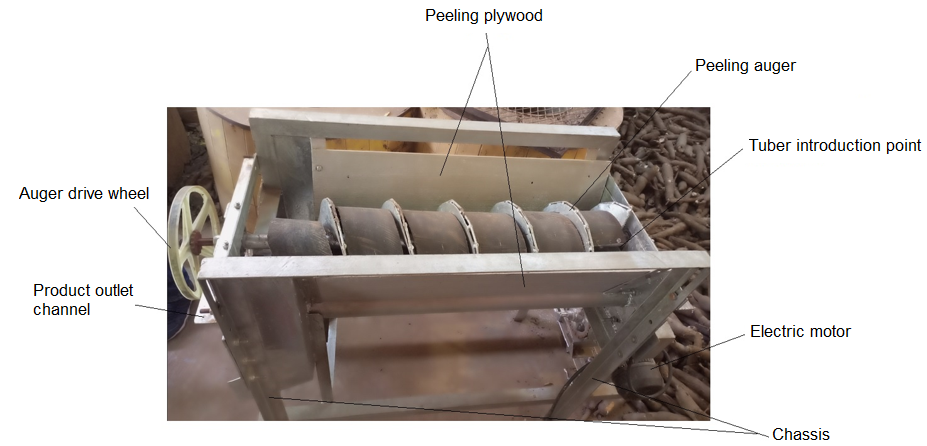 Peeling plywood
Peeling auger
Tuber introduction point
Auger drive wheel
Product outlet
channel
Electric motor
Chassis